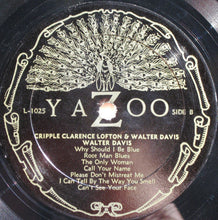 L-1025 YAZOO SIDE B
CRIPPLE CLARENCE LOFTON & WALTER DAVIS
WALTER DAVIS
Why Should I Be Blue
Root Man Blues
The Only Woman
Call Your Name
Please Don't Mistreat Me
I Can Tell By The Way You Smell
Can't See Your Face